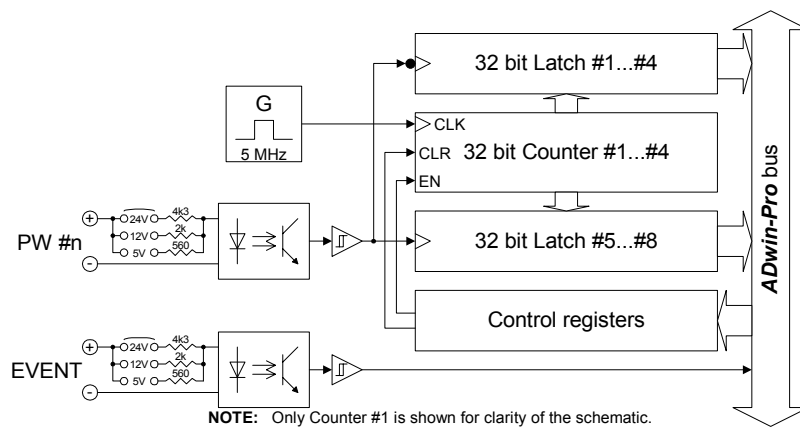 32 bit Latch #1...#4
G
5 MHz
CLK
CLR
EN
32 bit Counter #1...#4
PW #n
+
-
24V
4k3
12V
2k
5V
560
32 bit Latch #5...#8
Control registers
EVENT
+
-
24V
4k3
12V
2k
5V
560
ADwin-Pro bus
NOTE: Only Counter #1 is shown for clarity of the schematic.